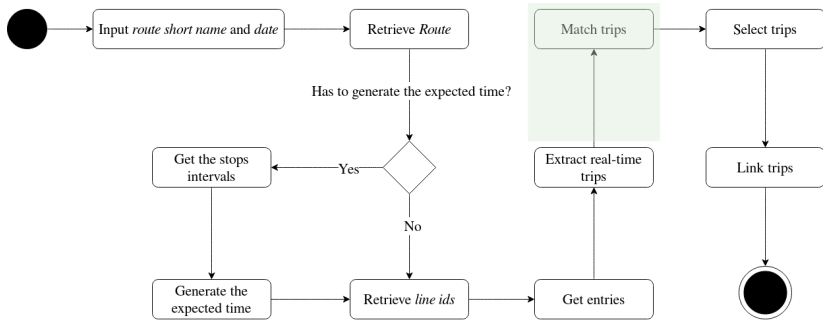 Input route short name and date
Retrieve Route
Has to generate the expected time?
Yes
No
Get the stops
intervals
Generate the
expected time
Retrieve line ids
Get entries
Extract real-time
trips
Match trips
Select trips
Link trips